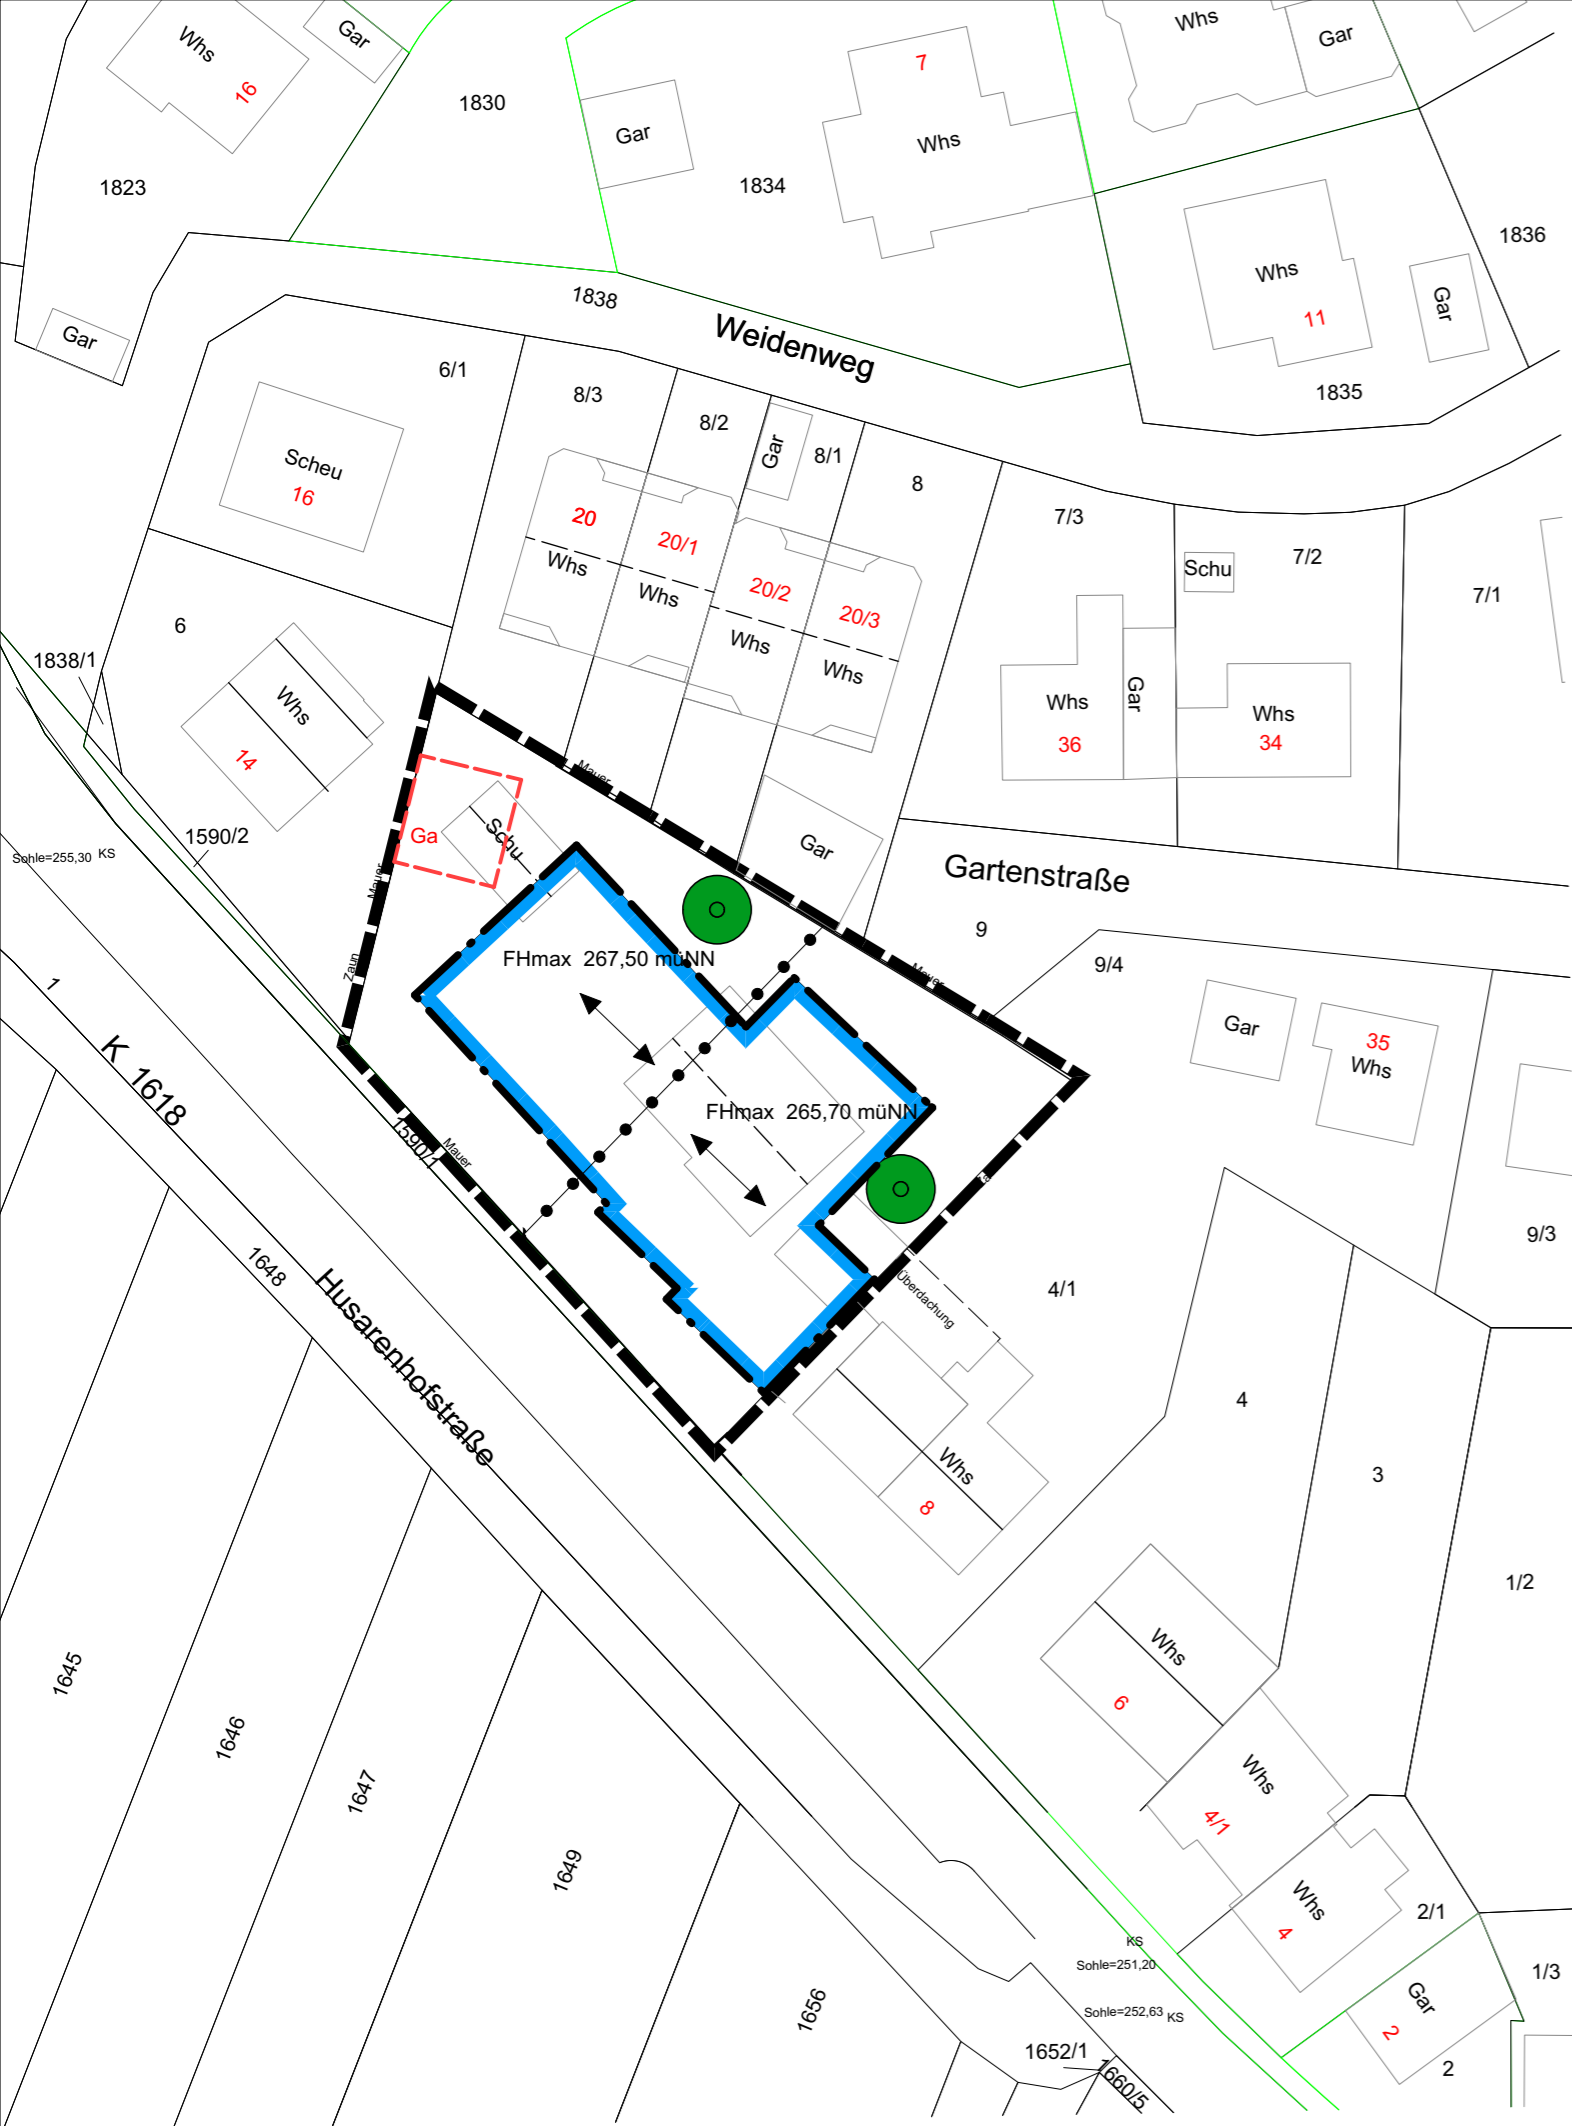 Whs
16
Gar
1830
7
Whs
Gar
Whs
Gar
1823
1834
1836
Whs
11
Gar
1835
Gar
1838
Weidenweg
6/1
8/3
8/2
Gar
8/1
8
Scheu
16
20
20/1
20/2
20/3
Whs
Whs
Whs
Whs
7/3
Schu
7/2
7/1
6
1838/1
Whs
14
Whs
36
Gar
Whs
34
Mauer
Ga
Schu
Gar
Gartenstraße
1590/2
Sohle=255,30 KS
Mauer
9
9/4
FHmax 267,50 müNN
Zaun
Mauer
1
K 1618
Gar
35
Whs
FHmax 265,70 müNN
1590/1
Mauer
9/3
1648
Husarenhofstraße
Überdachung
4/1
4
3
Whs
8
1/2
1645
1646
1647
1649
Whs
6
Whs
4/1
Whs
4
2/1
KS
Sohle=251,20
1/3
Gar
2
Sohle=252,63 KS
1656
1652/1
1660/5
2